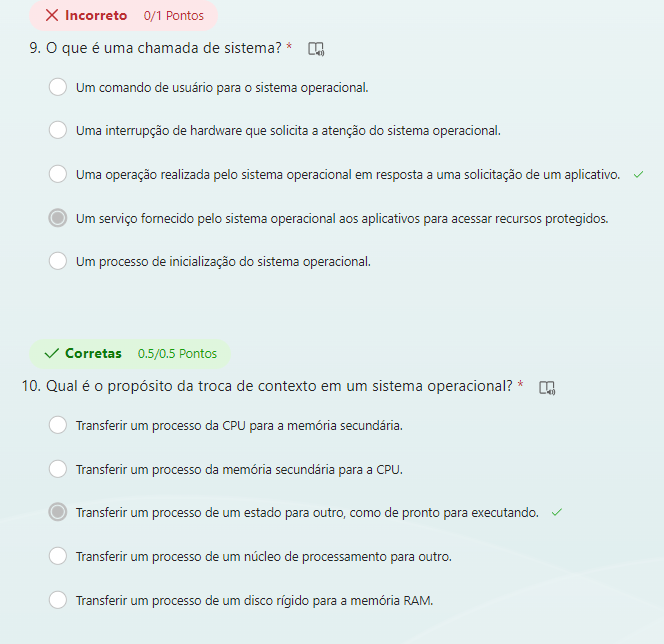 Incorreto 0/1 Pontos
9. O que é uma chamada de sistema? *
Um comando de usuário para o sistema operacional.
Uma interrupção de hardware que solicita a atenção do sistema operacional.
Uma operação realizada pelo sistema operacional em resposta a uma solicitação de um aplicativo.
Um serviço fornecido pelo sistema operacional aos aplicativos para acessar recursos protegidos.
Um processo de inicialização do sistema operacional.
Corretas 0.5/0.5 Pontos
10. Qual é o propósito da troca de contexto em um sistema operacional? *
Transferir um processo da CPU para a memória secundária.
Transferir um processo da memória secundária para a CPU.
Transferir um processo de um estado para outro, como de pronto para executando.
Transferir um processo de um núcleo de processamento para outro.
Transferir um processo de um disco rígido para a memória RAM.